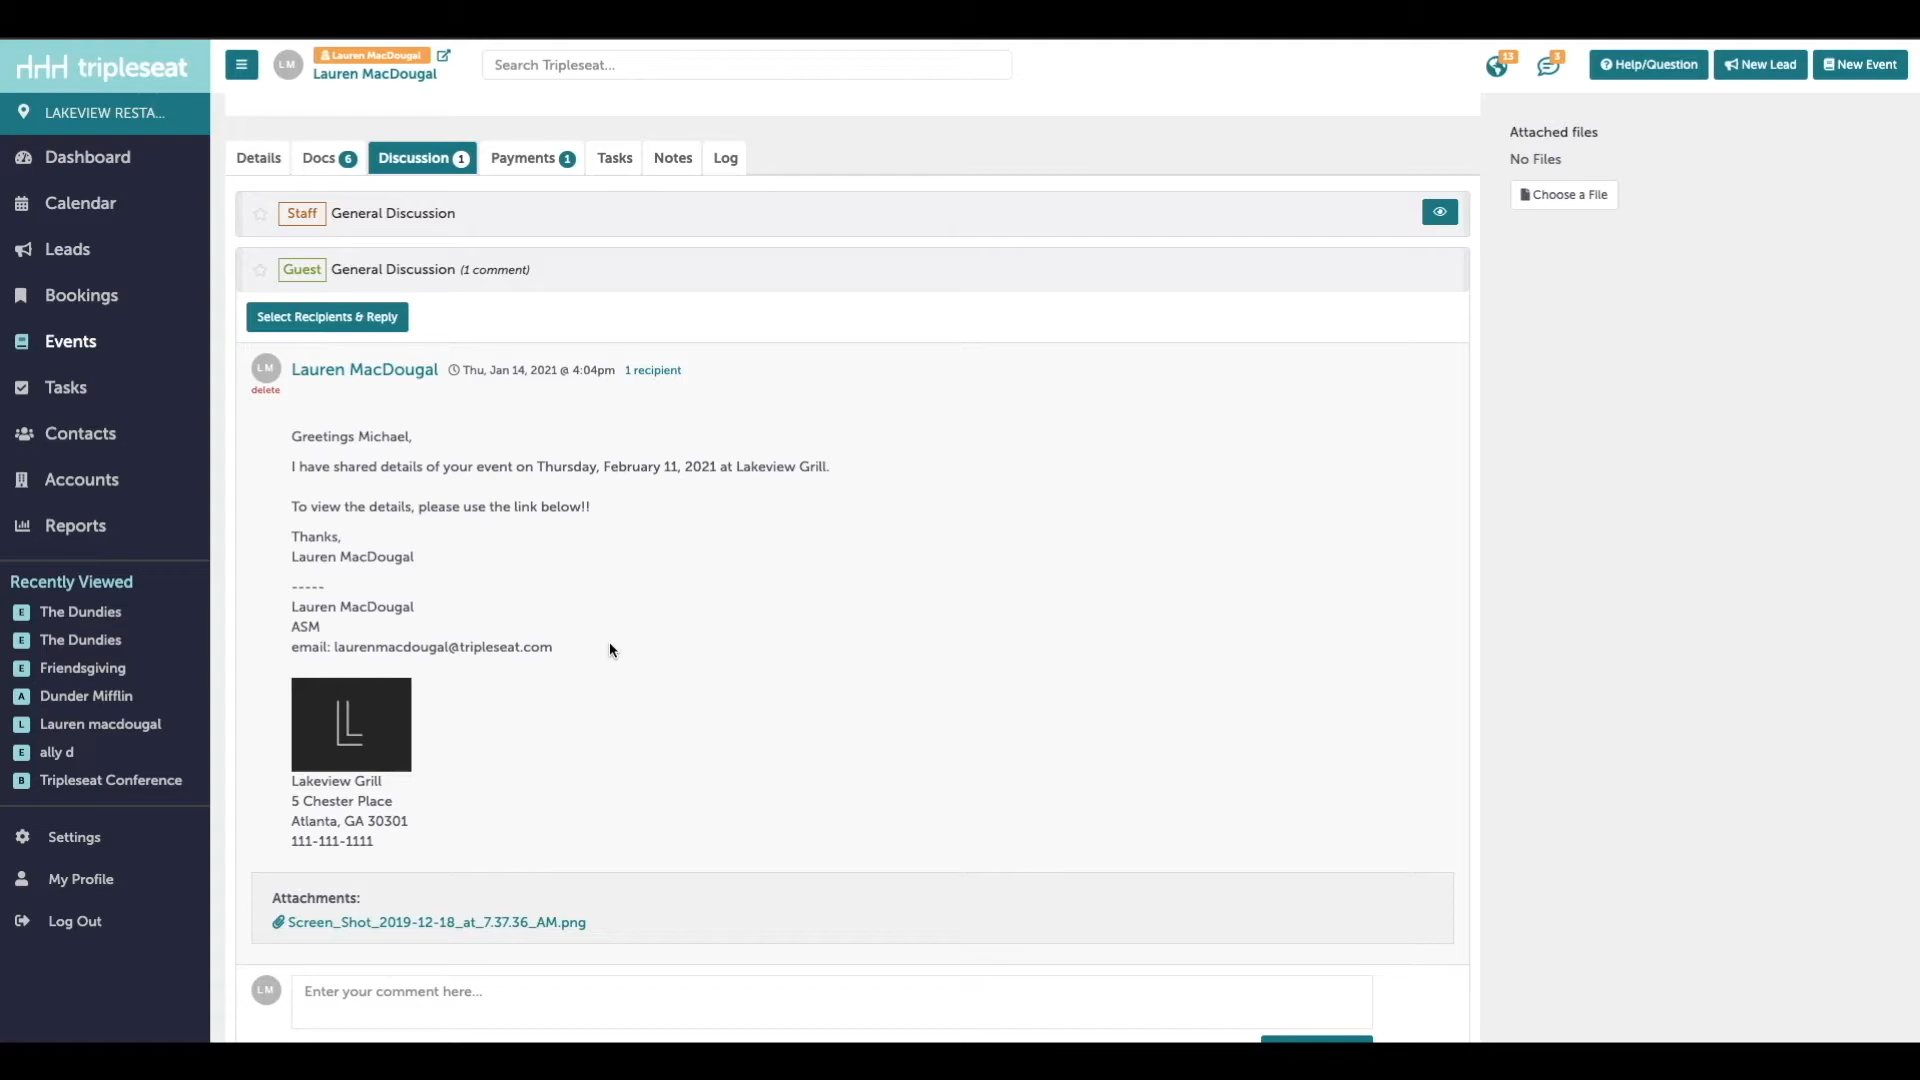 tripleseat
LM
Lauren MacDougal
Lauren MacDougal
Search Tripleseat...
13
3
Help/Question
New Lead
New Event
LAKEVIEW RESTA...
Dashboard
Calendar
Leads
Bookings
Events
Tasks
Contacts
Accounts
Reports
Recently Viewed
E The Dundies
E The Dundies
E Friendsgiving
A Dunder Mifflin
L Lauren macdougal
E ally d
B Tripleseat Conference
Settings
My Profile
Log Out
Details Docs 6 Discussion 1 Payments 1 Tasks Notes Log
Staff General Discussion
Guest General Discussion (1 comment)
Select Recipients & Reply
LM
delete
Lauren MacDougal Thu, Jan 14, 2021 @ 4:04pm 1 recipient
Greetings Michael,
I have shared details of your event on Thursday, February 11, 2021 at Lakeview Grill.
To view the details, please use the link below!!
Thanks,
Lauren MacDougal
-----
Lauren MacDougal
ASM
email: laurenmacdougal@tripleseat.com
LL
Lakeview Grill
5 Chester Place
Atlanta, GA 30301
111-111-1111
Attachments:
Screen_Shot_2019-12-18_at_7.37.36_AM.png
LM
Enter your comment here...
Attached files
No Files
Choose a File